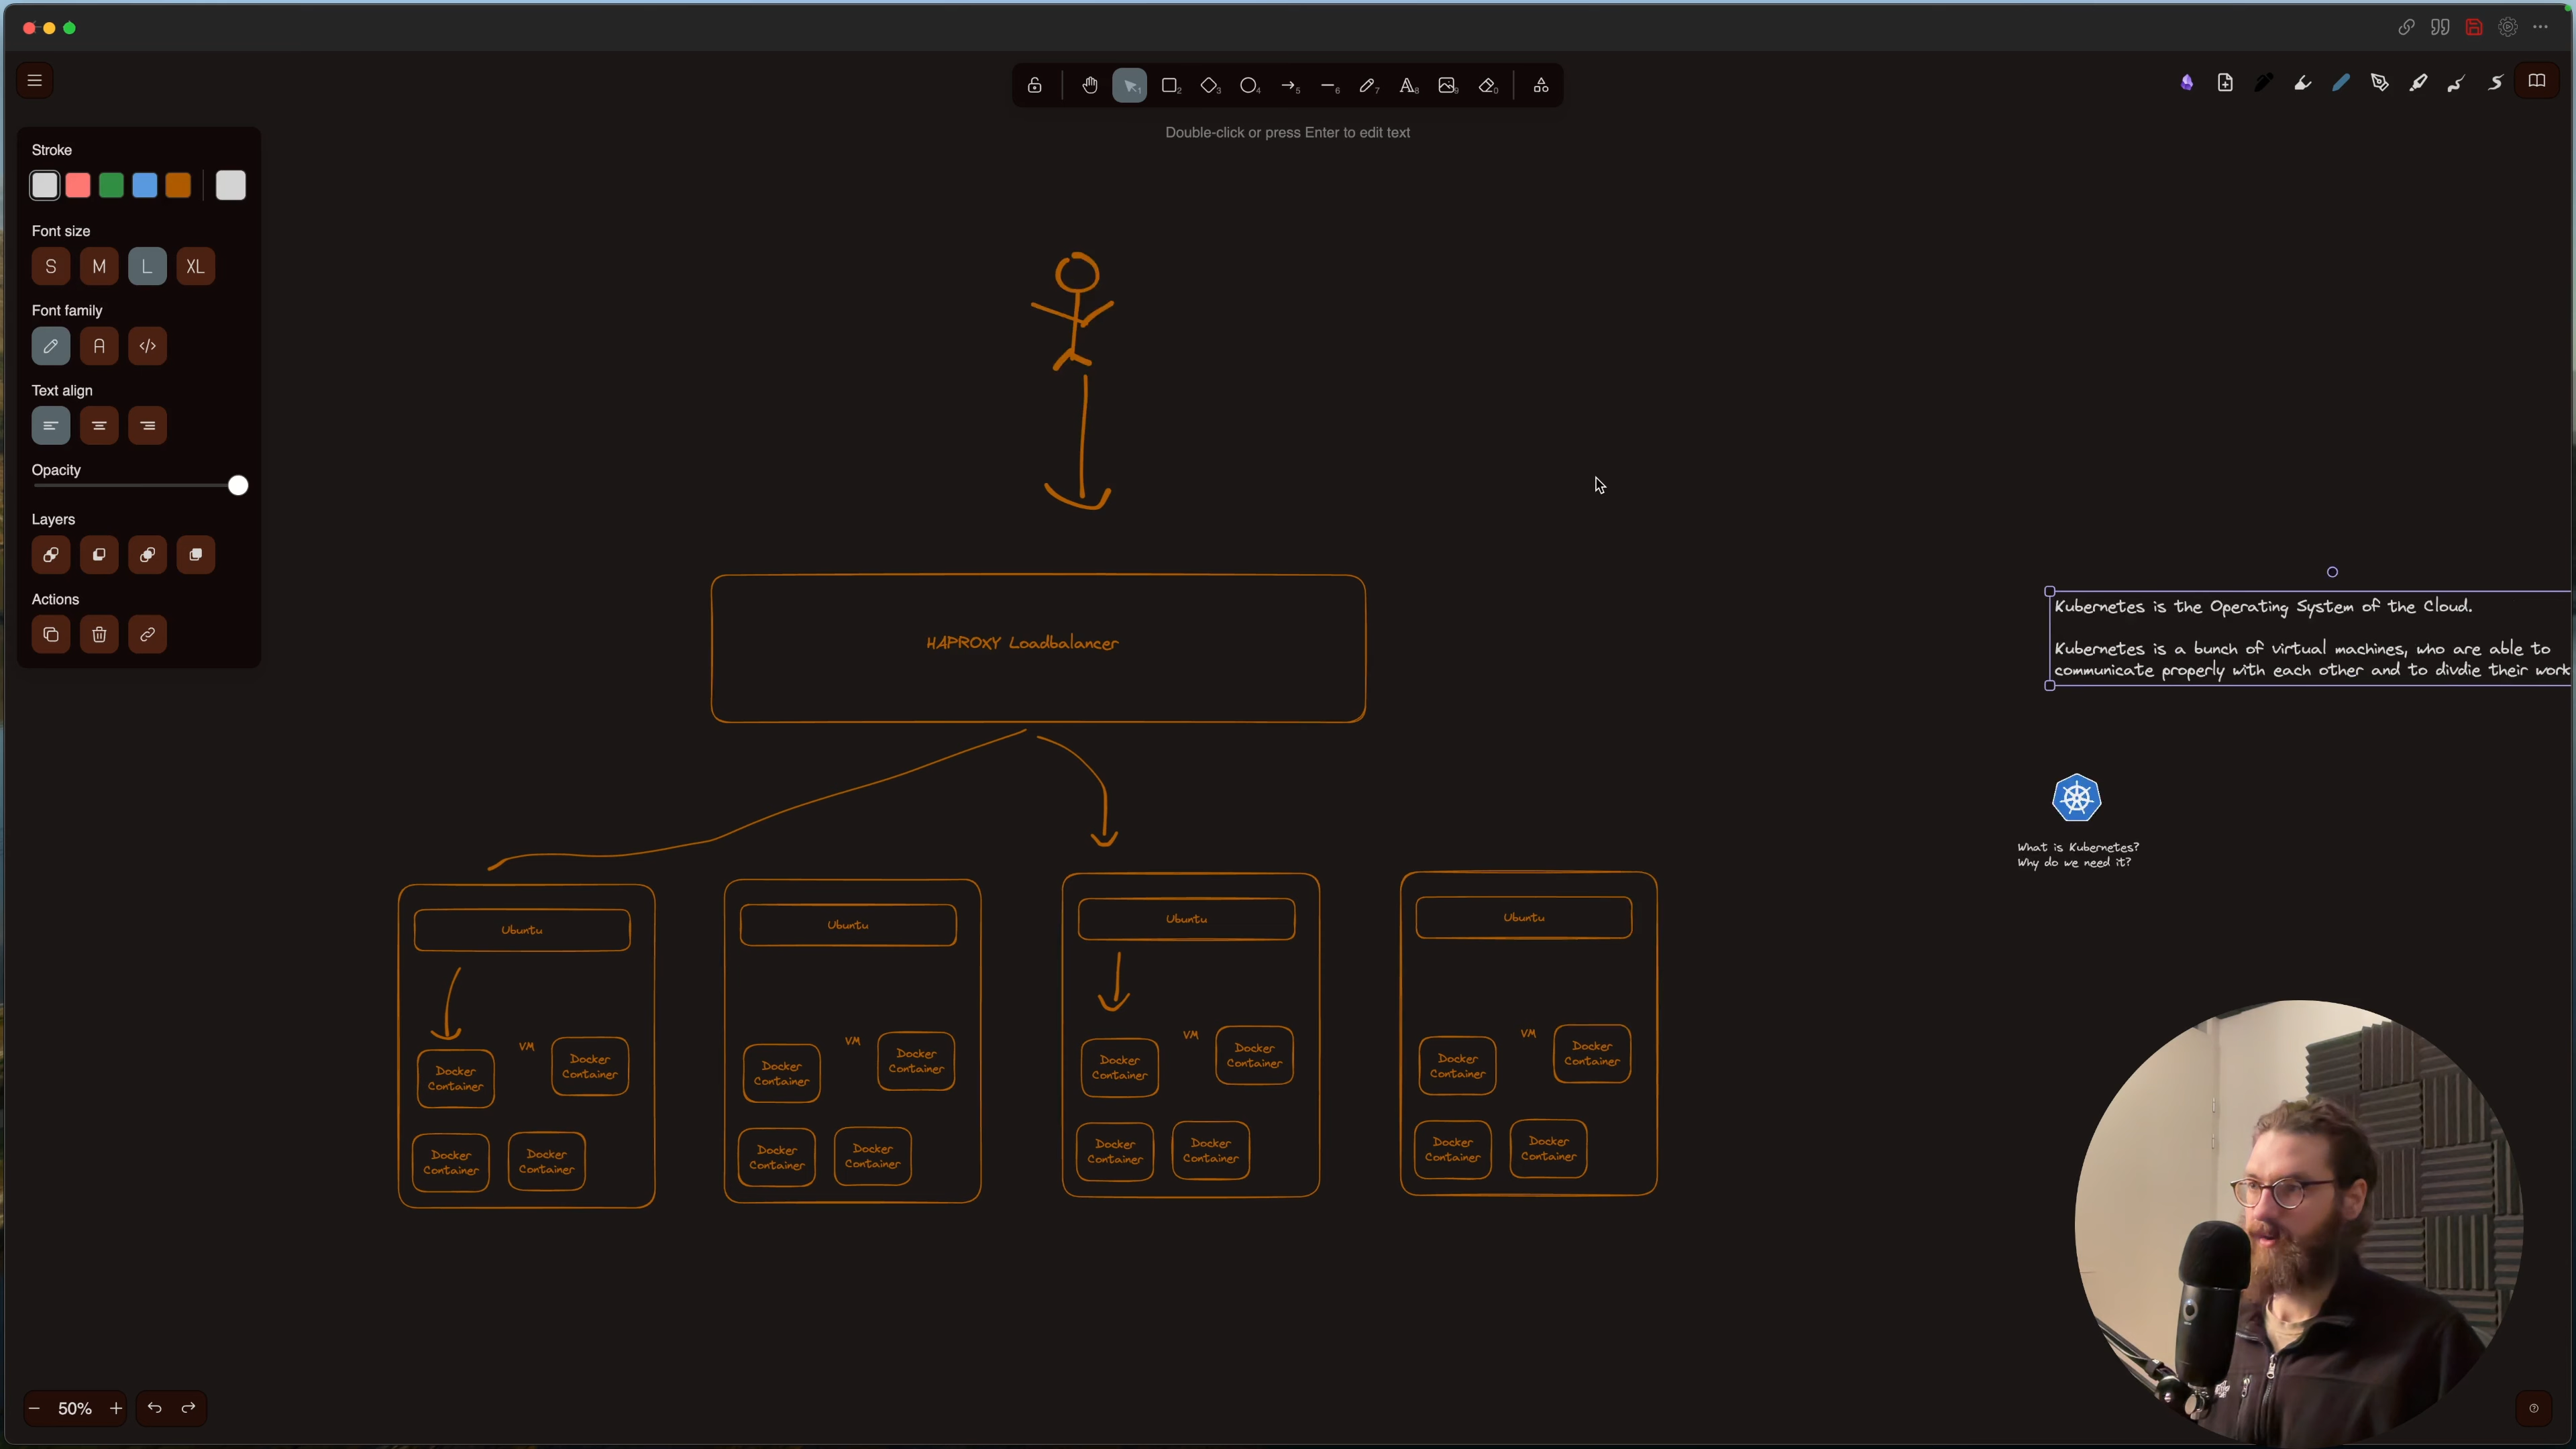 Double-click or press Enter to edit text
Stroke
Font size
S M L XL
Font family
Text align
Opacity
Layers
Actions
HAPROXY Loadbalancer
Kubernetes is the Operating System of the Cloud.
Kubernetes is a bunch of virtual machines, who are able to
communicate properly with each other and to divdie their work
What is Kubernetes?
Why do we need it?
Ubuntu
VM
Docker
Container
Docker
Container
Docker
Container
Docker
Container
Ubuntu
VM
Docker
Container
Docker
Container
Docker
Container
Docker
Container
Ubuntu
VM
Docker
Container
Docker
Container
Docker
Container
Docker
Container
Ubuntu
VM
Docker
Container
Docker
Container
Docker
Container
Docker
Container
50%